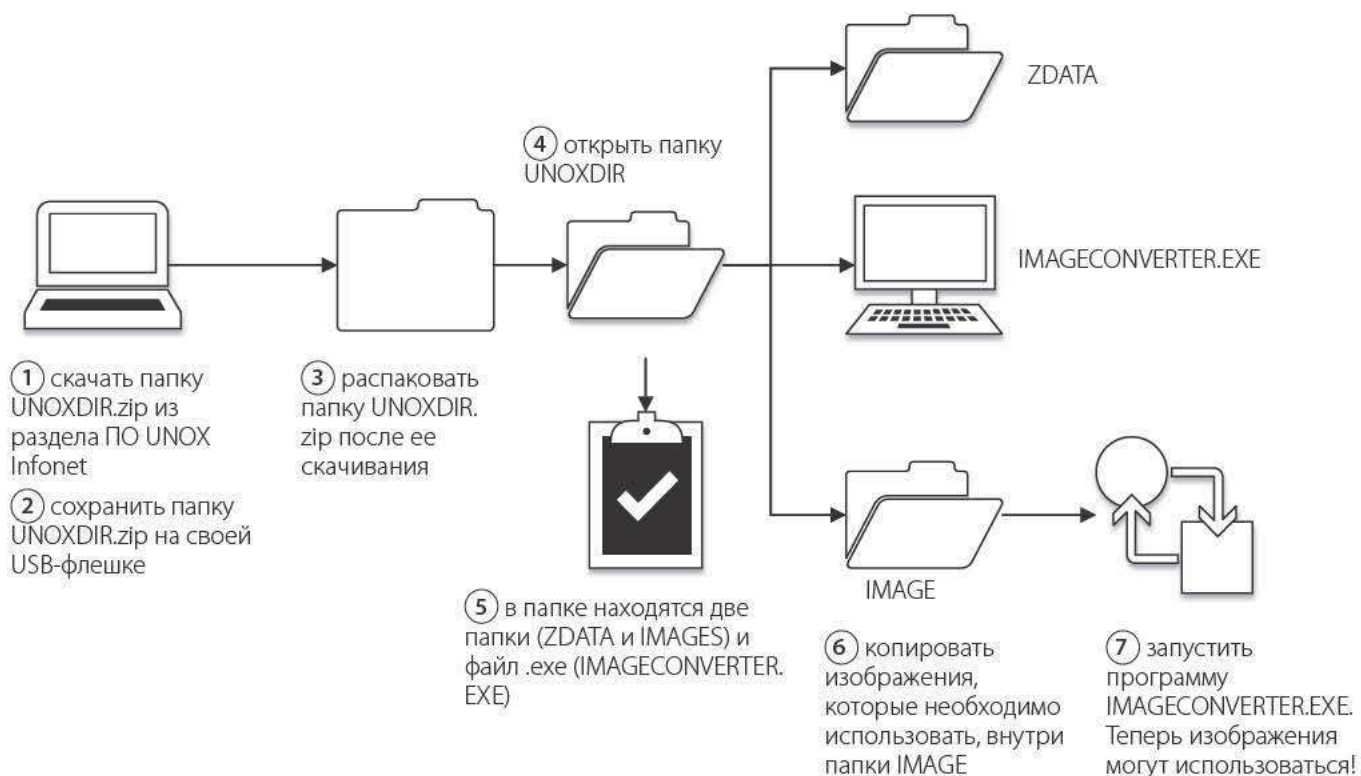 ZDATA
④ открыть папку
UNOXDIR
IMAGECONVERTER.EXE
① скачать папку
UNOXDIR.zip из
раздела ПО UNOX
Infonet
② сохранить папку
UNOXDIR.zip на своей
USB-флешке
③ распаковать
папку UNOXDIR.
zip после ее
скачивания
⑤ в папке находятся две
папки (ZDATA и IMAGES) и
файл .exe (IMAGECONVERTER.
EXE)
IMAGE
⑥ копировать
изображения,
которые необходимо
использовать, внутри
папки IMAGE
⑦ запустить
программу
IMAGECONVERTER.EXE.
Теперь изображения
могут использоваться!